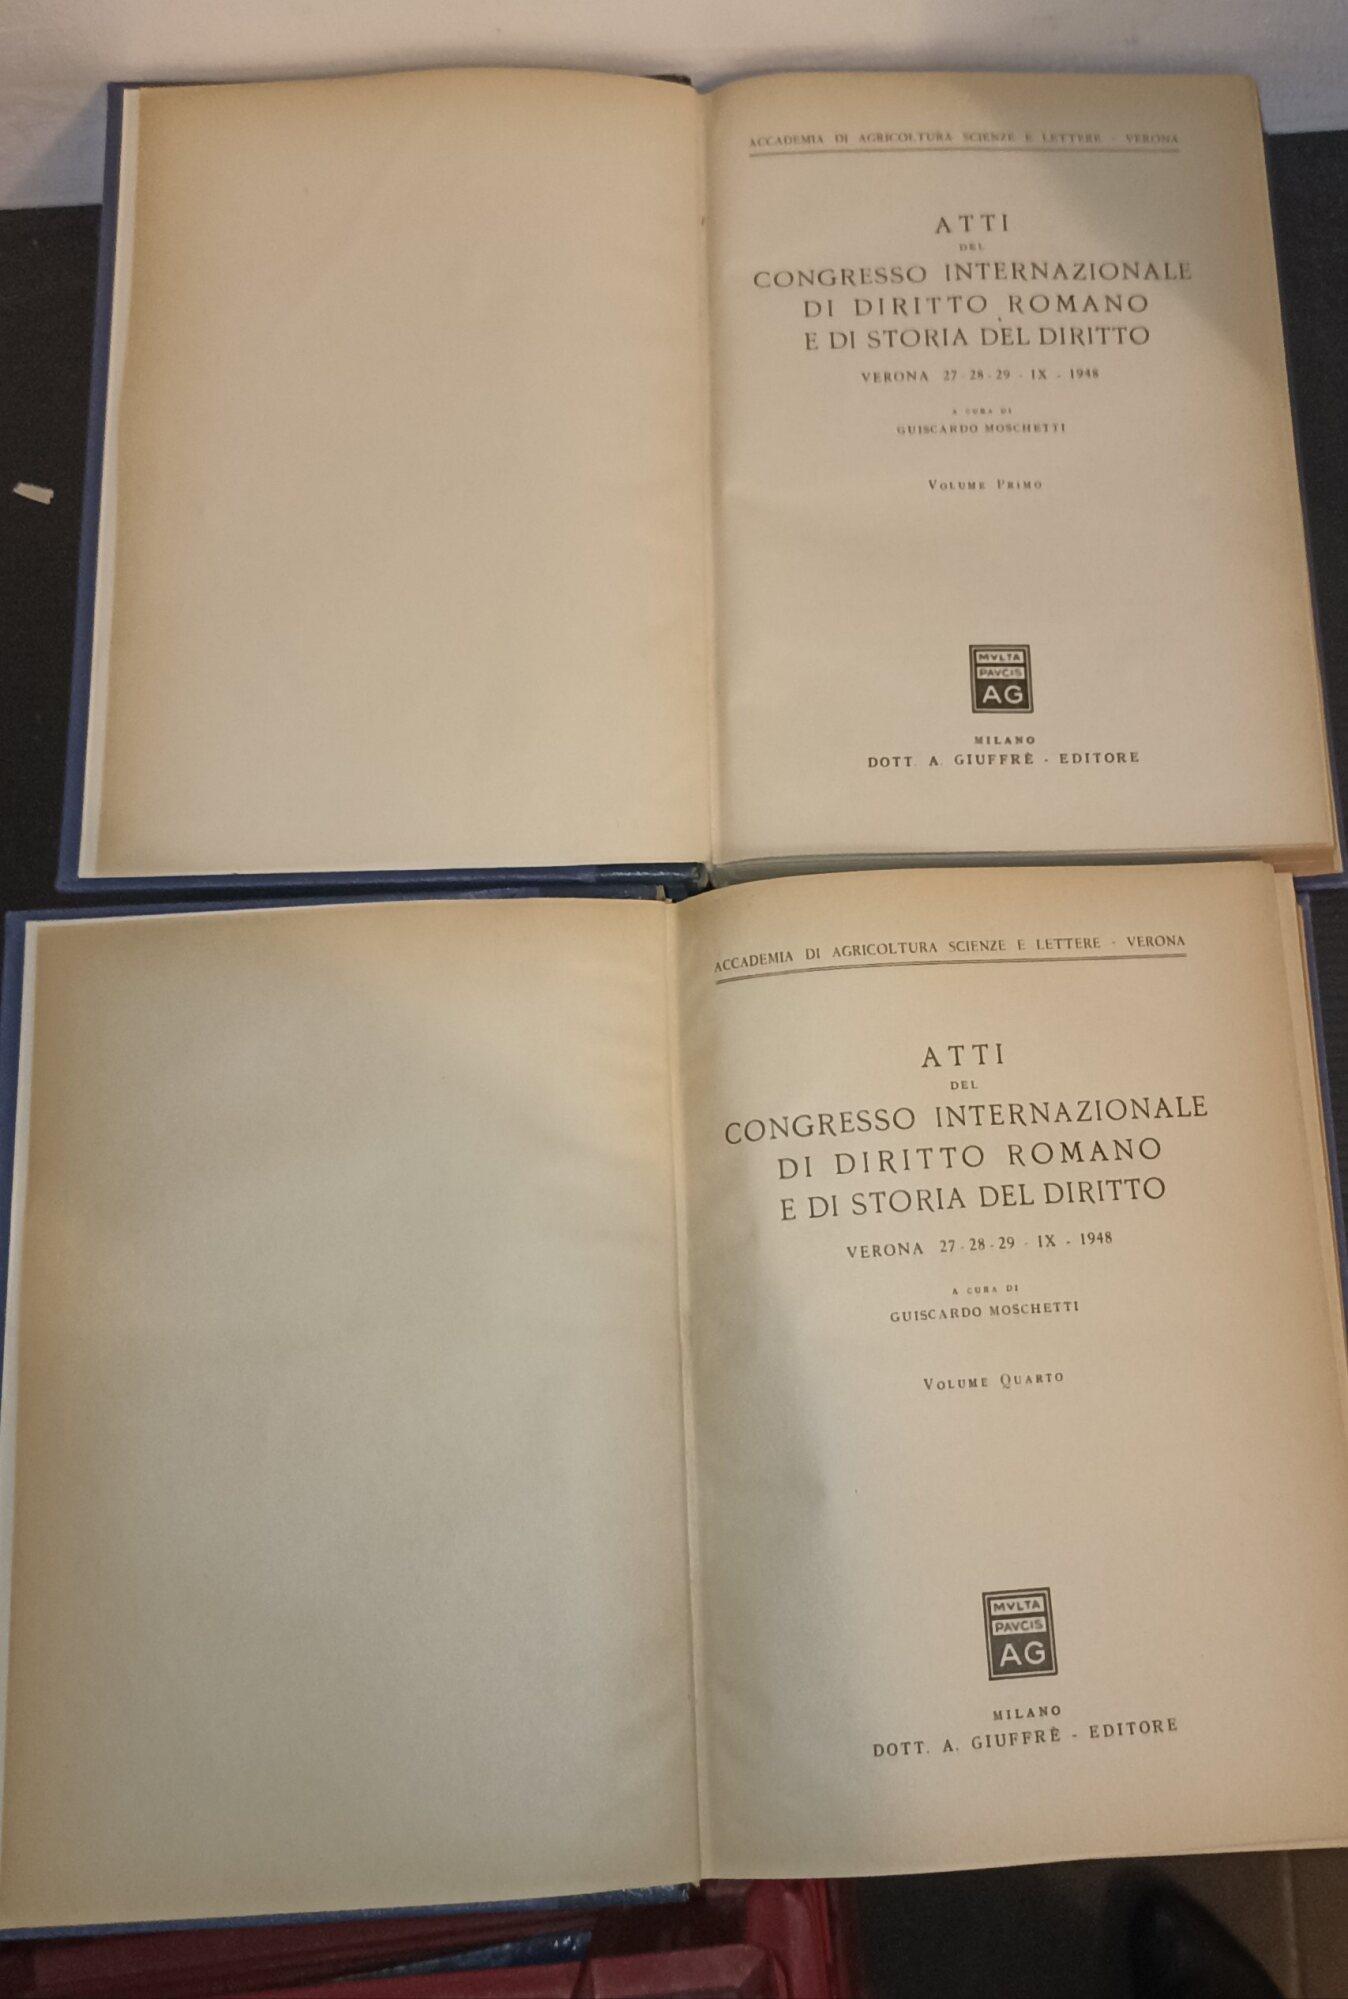 ACCADEMIA DI AGRICOLTURA SCIENZE E LETTERE - VERONA
ATTI
DEL
CONGRESSO INTERNAZIONALE
DI DIRITTO ROMANO
E DI STORIA DEL DIRITTO
VERONA 27-28-29 - IX - 1948
A CURA DI
GUISCARDO MOSCHETTI
VOLUME PRIMO
MVLTA
PAVCIS
AG
MILANO
DOTT. A. GIUFFRÈ - EDITORE
ACCADEMIA DI AGRICOLTURA SCIENZE E LETTERE - VERONA
ATTI
DEL
CONGRESSO INTERNAZIONALE
DI DIRITTO ROMANO
E DI STORIA DEL DIRITTO
VERONA 27-28-29 - IX - 1948
A CURA DI
GUISCARDO MOSCHETTI
VOLUME QUARTO
MVLTA
PAVCIS
AG
MILANO
DOTT. A. GIUFFRÈ - EDITORE